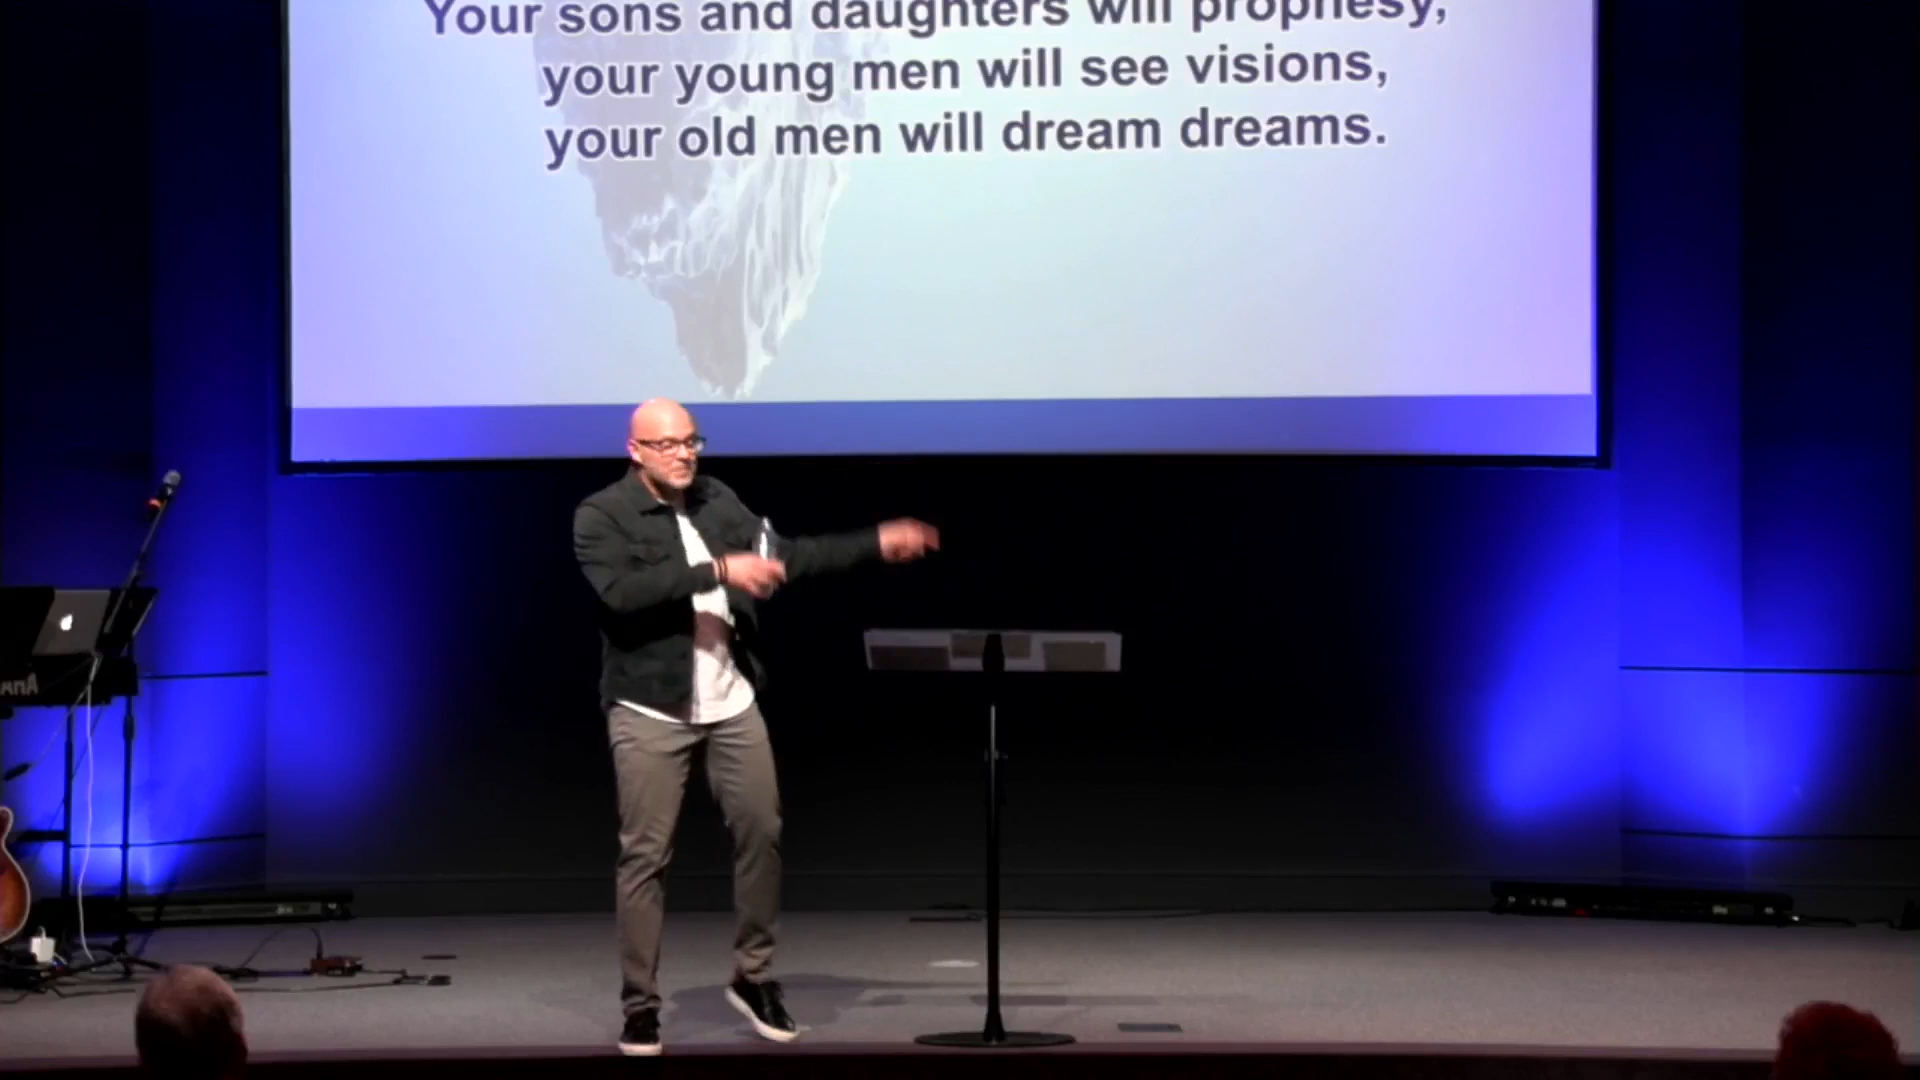 Your sons and daughters will prophesy,
your young men will see visions,
your old men will dream dreams.